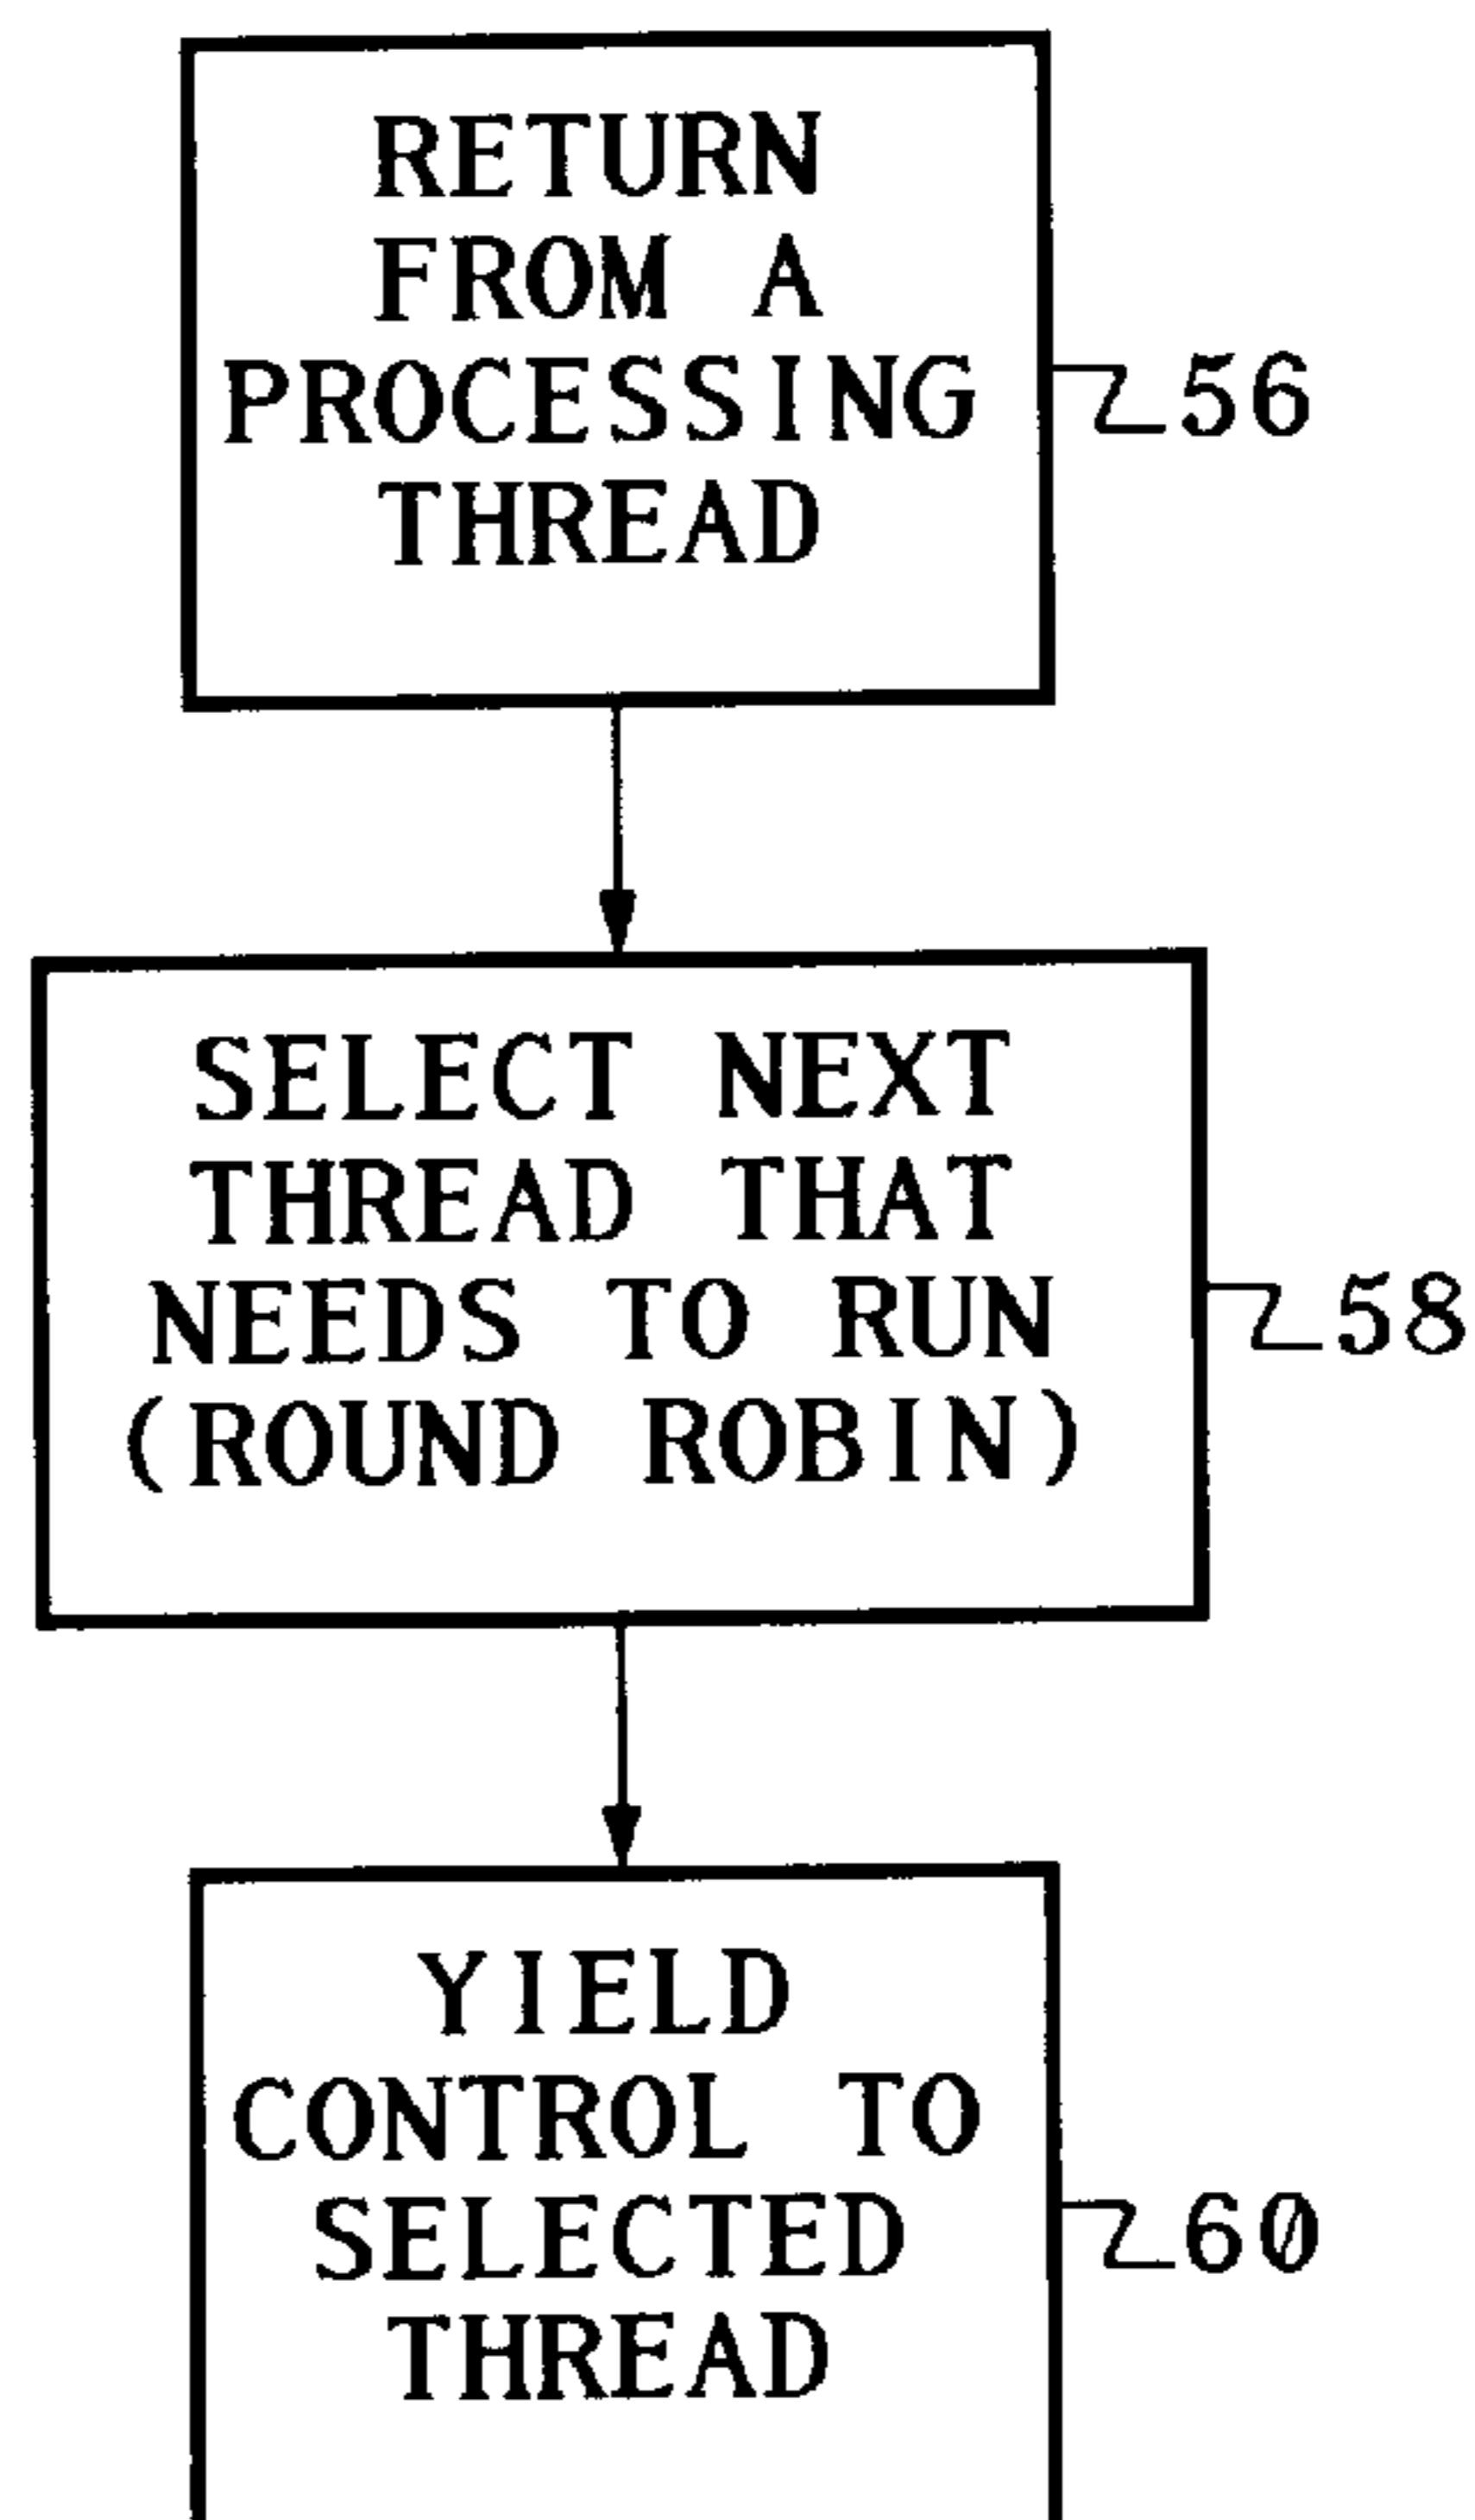 RETURN
FROM A
PROCESSING
THREAD
56
SELECT NEXT
THREAD THAT
NEEDS TO RUN
(ROUND ROBIN)
58
YIELD
CONTROL TO
SELECTED
THREAD
60